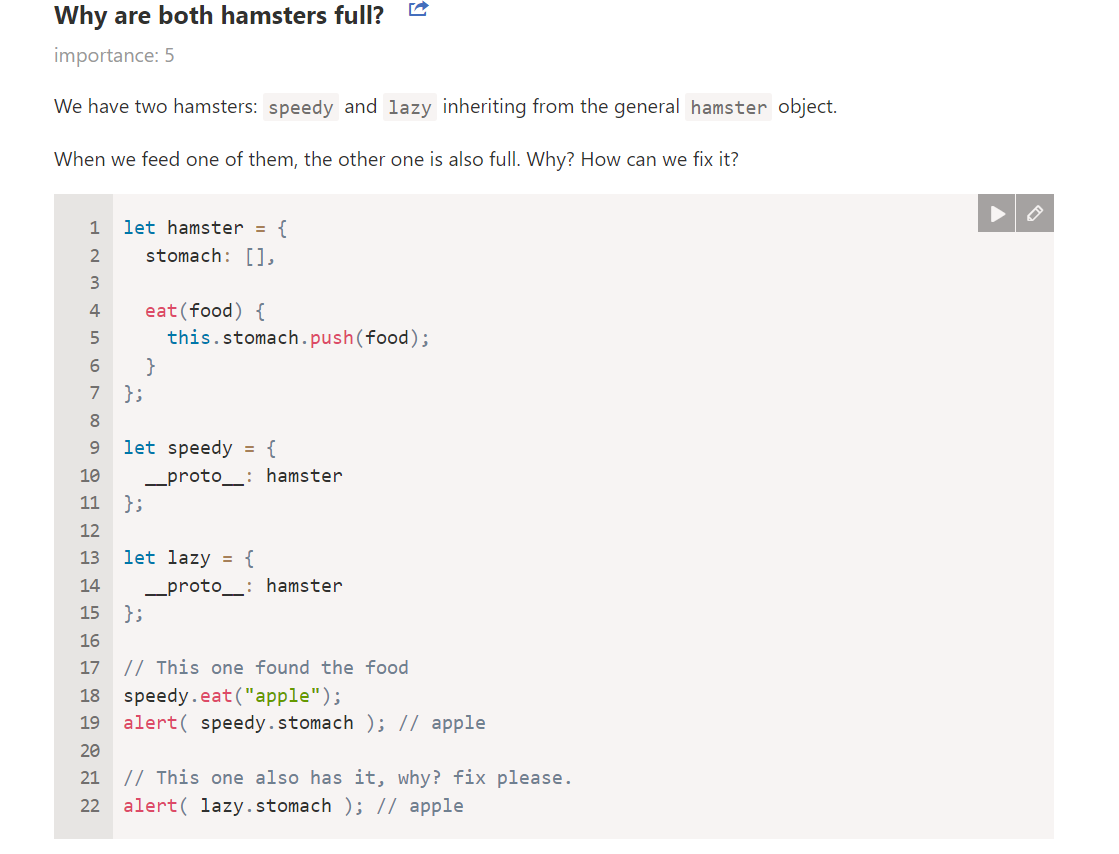 Why are both hamsters full?
importance: 5
We have two hamsters: speedy and lazy inheriting from the general hamster object.
When we feed one of them, the other one is also full. Why? How can we fix it?
1 let hamster = {
2   stomach: [],
3
4   eat(food) {
5     this.stomach.push(food);
6   }
7 };
8
9 let speedy = {
10   __proto__: hamster
11 };
12
13 let lazy = {
14   __proto__: hamster
15 };
16
17 // This one found the food
18 speedy.eat("apple");
19 alert( speedy.stomach ); // apple
20
21 // This one also has it, why? fix please.
22 alert( lazy.stomach ); // apple